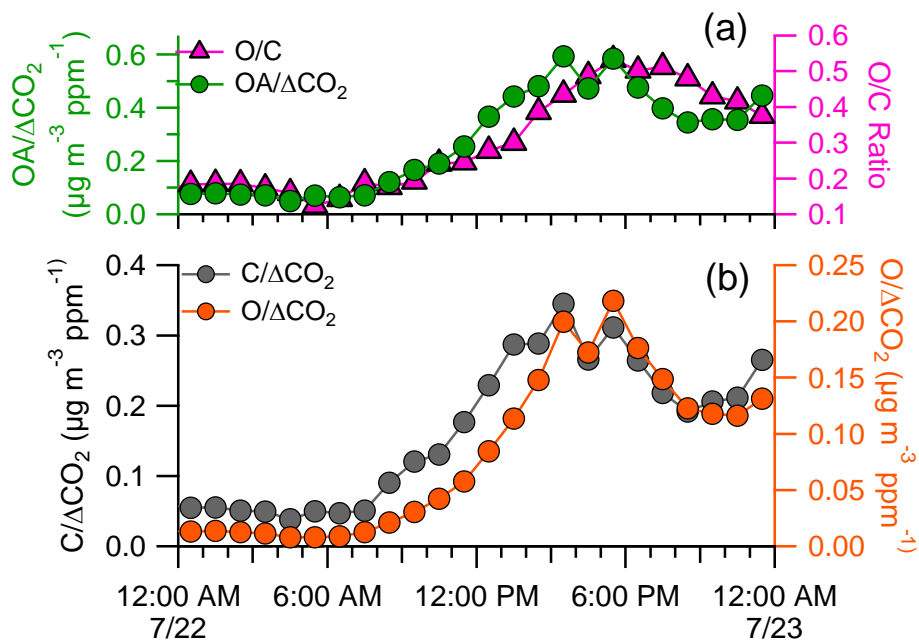 (a)
O/C
OA/ΔCO₂
OA/ΔCO₂
(µg m⁻³ ppm⁻¹)
0.6
0.4
0.2
0.0
0.6
0.5
0.4
0.3
0.2
0.1
O/C Ratio
(b)
C/ΔCO₂
O/ΔCO₂
C/ΔCO₂ (µg m⁻³ ppm⁻¹)
0.4
0.3
0.2
0.1
0.0
0.25
0.20
0.15
0.10
0.05
0.00
O/ΔCO₂ (µg m⁻³ ppm⁻¹)
12:00 AM 6:00 AM 12:00 PM 6:00 PM 12:00 AM
7/22 7/23